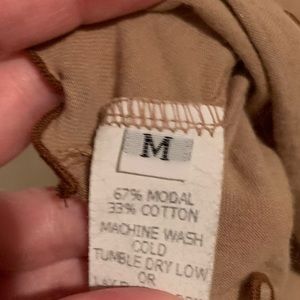 M
67% MODAL
33% COTTON
MACHINE WASH
COLD
TUMBLE DRY LOW
OR